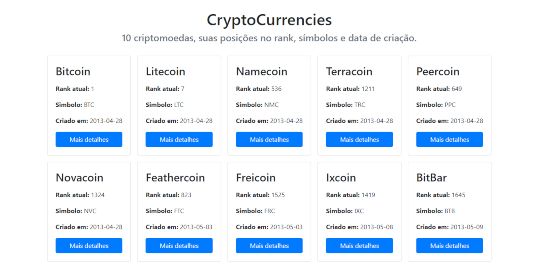 CryptoCurrencies
10 criptomoedas, suas posições no rank, símbolos e data de criação.
Bitcoin
Rank atual: 1
Símbolo: BTC
Criado em: 2013-04-28
Mais detalhes
Litecoin
Rank atual: 7
Símbolo: LTC
Criado em: 2013-04-28
Mais detalhes
Namecoin
Rank atual: 536
Símbolo: NMC
Criado em: 2013-04-28
Mais detalhes
Terracoin
Rank atual: 1211
Símbolo: TRC
Criado em: 2013-04-28
Mais detalhes
Peercoin
Rank atual: 649
Símbolo: PPC
Criado em: 2013-04-28
Mais detalhes
Novacoin
Rank atual: 1324
Símbolo: NVC
Criado em: 2013-04-28
Mais detalhes
Feathercoin
Rank atual: 823
Símbolo: FTC
Criado em: 2013-05-03
Mais detalhes
Freicoin
Rank atual: 1525
Símbolo: FRC
Criado em: 2013-05-03
Mais detalhes
Ixcoin
Rank atual: 1419
Símbolo: IXC
Criado em: 2013-05-08
Mais detalhes
BitBar
Rank atual: 1645
Símbolo: BTB
Criado em: 2013-05-09
Mais detalhes